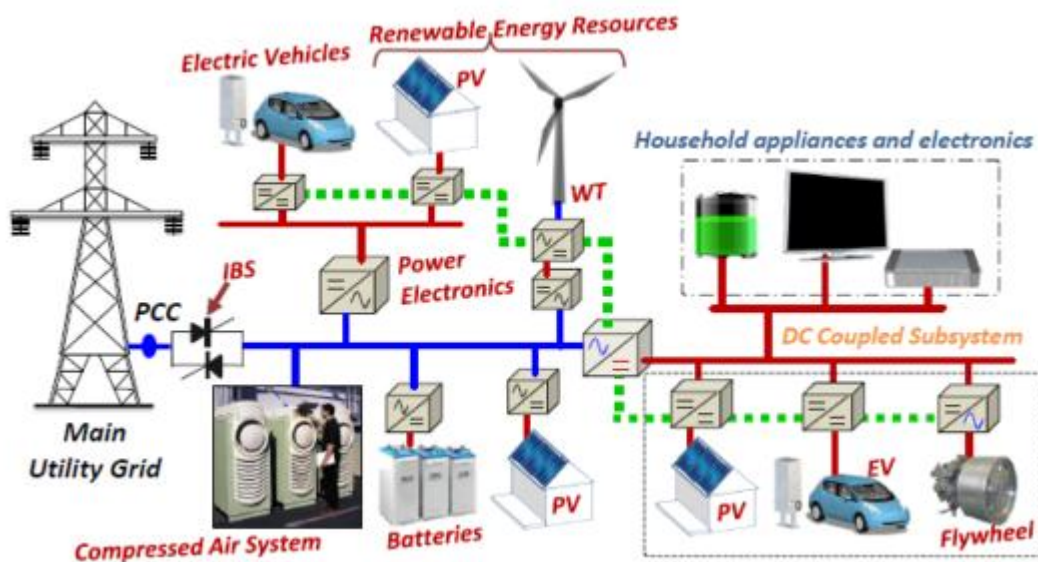 Renewable Energy Resources
Electric Vehicles
PV
Household appliances and electronics
WT
IBS
Power
Electronics
PCC
DC Coupled Subsystem
Main
Utility Grid
EV
PV
PV
Compressed Air System
Batteries
Flywheel